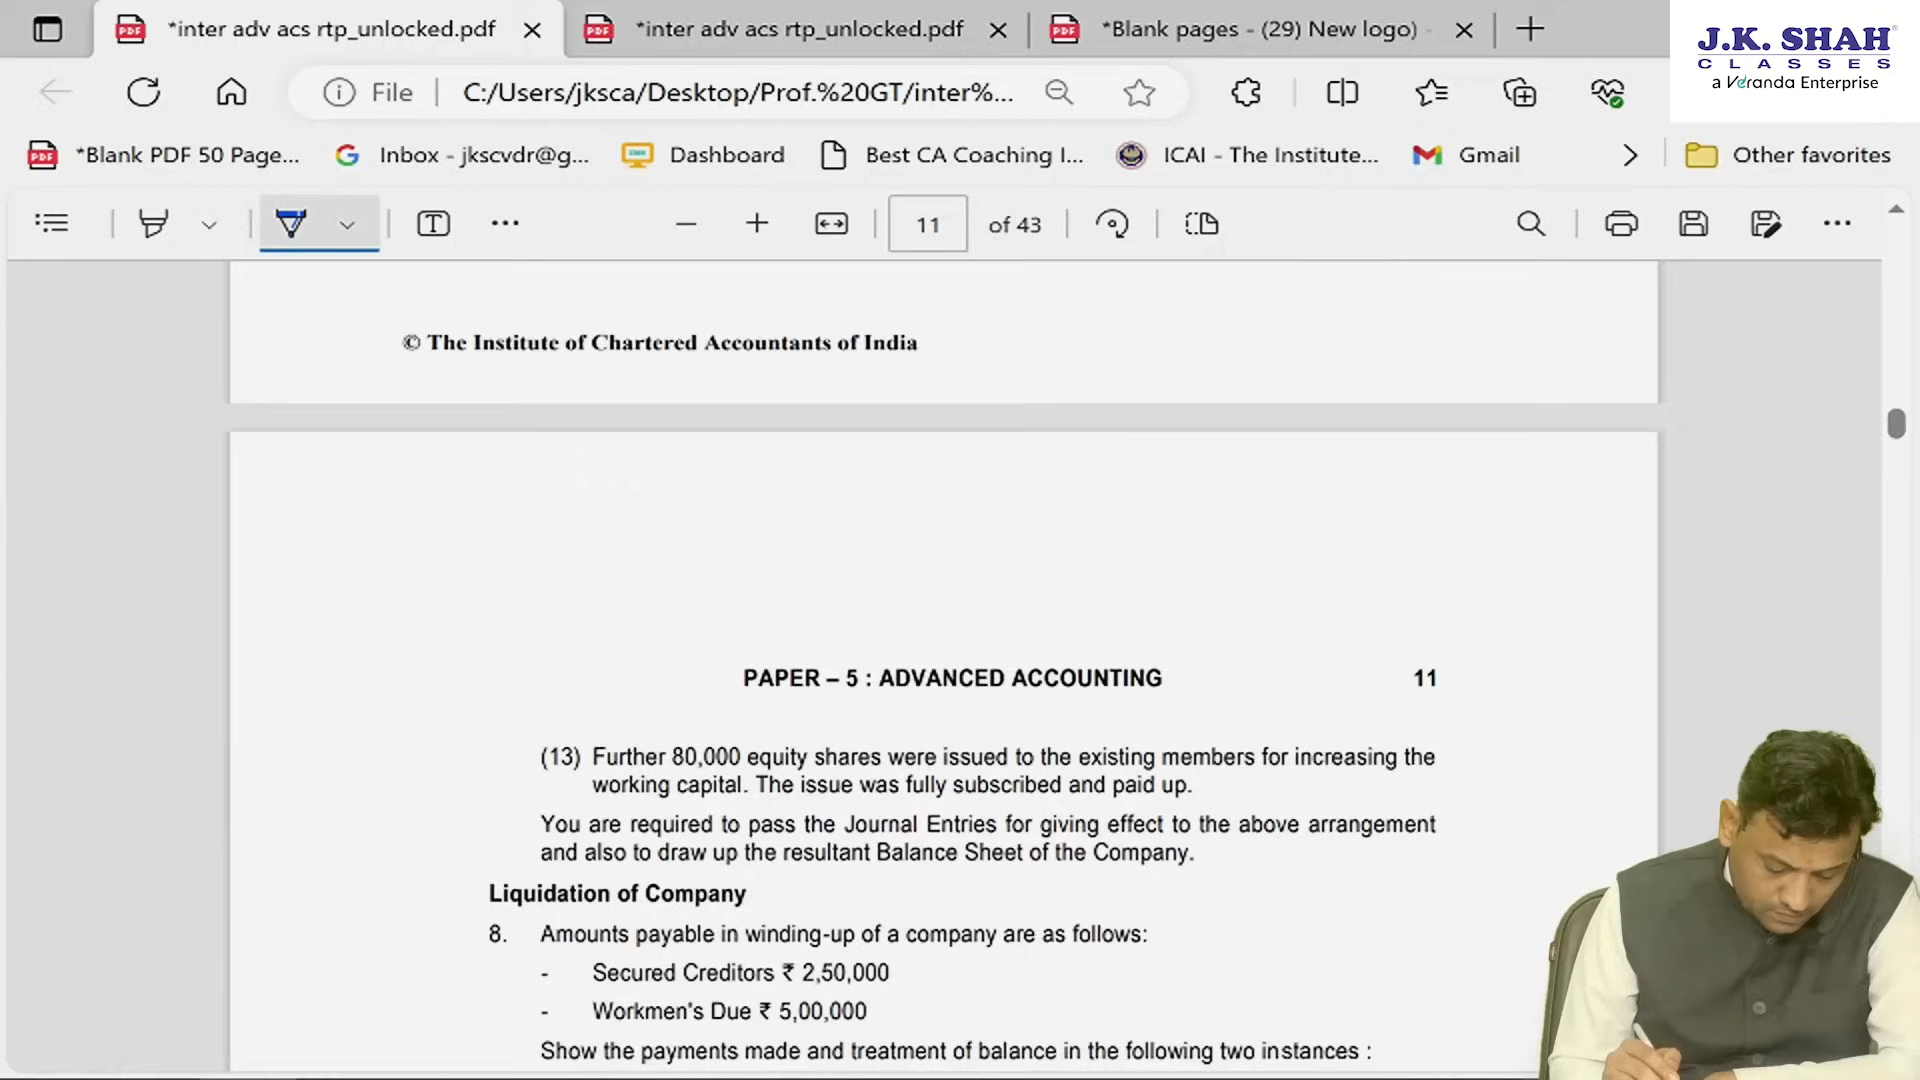 *inter adv acs rtp_unlocked.pdf
*inter adv acs rtp_unlocked.pdf
*Blank pages - (29) New logo) -
J.K. SHAH
CLASSES
a Veranda Enterprise
File
C:/Users/jksca/Desktop/Prof.%20GT/inter%...
*Blank PDF 50 Page...
Inbox - jkscvdr@g...
Dashboard
Best CA Coaching I...
ICAI - The Institute...
Gmail
Other favorites
11 of 43
© The Institute of Chartered Accountants of India
PAPER – 5 : ADVANCED ACCOUNTING 11
(13) Further 80,000 equity shares were issued to the existing members for increasing the
working capital. The issue was fully subscribed and paid up.
You are required to pass the Journal Entries for giving effect to the above arrangement
and also to draw up the resultant Balance Sheet of the Company.
Liquidation of Company
8. Amounts payable in winding-up of a company are as follows:
- Secured Creditors ₹ 2,50,000
- Workmen's Due ₹ 5,00,000
Show the payments made and treatment of balance in the following two instances :